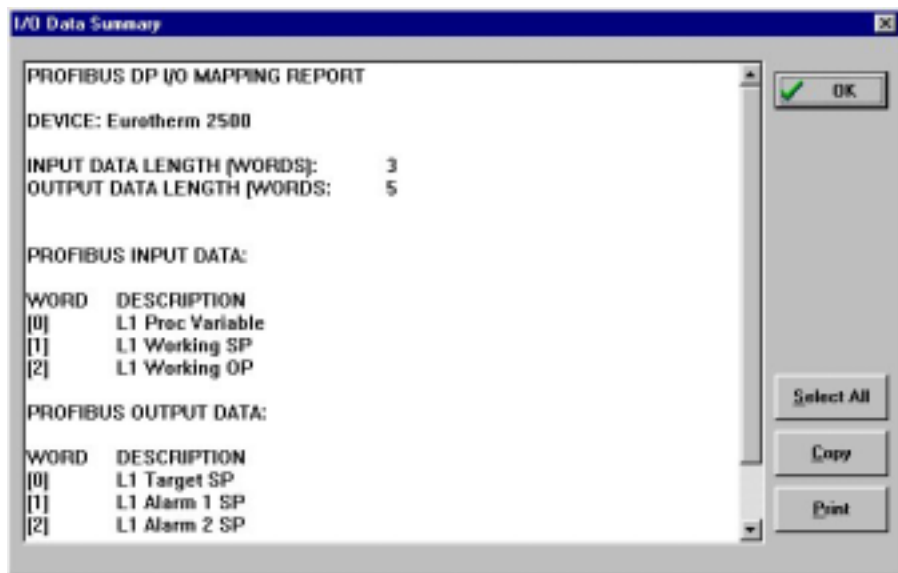 I/O Data Summary
PROFIBUS DP I/O MAPPING REPORT
OK
DEVICE: Eurotherm 2500
INPUT DATA LENGTH (WORDS): 3
OUTPUT DATA LENGTH (WORDS: 5
PROFIBUS INPUT DATA:
WORD DESCRIPTION
[0] L1 Proc Variable
[1] L1 Working SP
[2] L1 Working OP
PROFIBUS OUTPUT DATA:
WORD DESCRIPTION
[0] L1 Target SP
[1] L1 Alarm 1 SP
[2] L1 Alarm 2 SP
Select All
Copy
Print